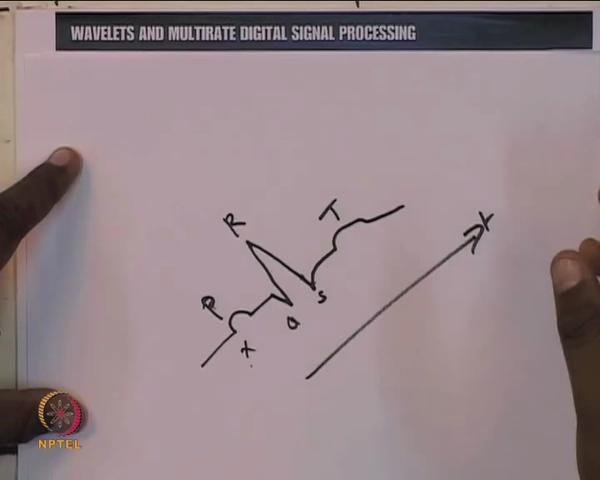 WAVELETS AND MULTIRATE DIGITAL SIGNAL PROCESSING
R
T
P
Q
S
x
NPTEL